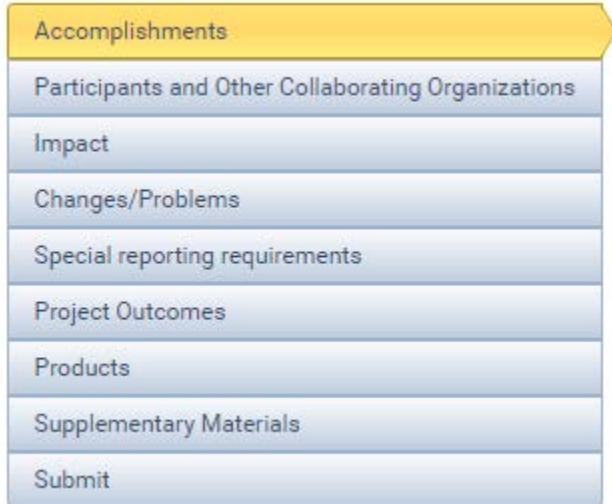 Accomplishments
Participants and Other Collaborating Organizations
Impact
Changes/Problems
Special reporting requirements
Project Outcomes
Products
Supplementary Materials
Submit